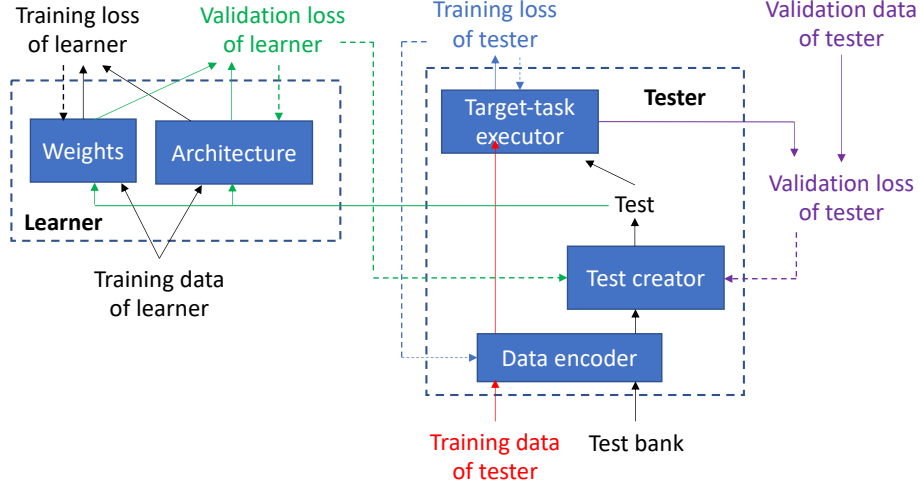 Training loss
of learner
Validation loss
of learner
Training loss
of tester
Validation data
of tester
Weights
Architecture
Learner
Target-task
executor
Tester
Test
Validation loss
of tester
Training data
of learner
Test creator
Data encoder
Training data
of tester
Test bank